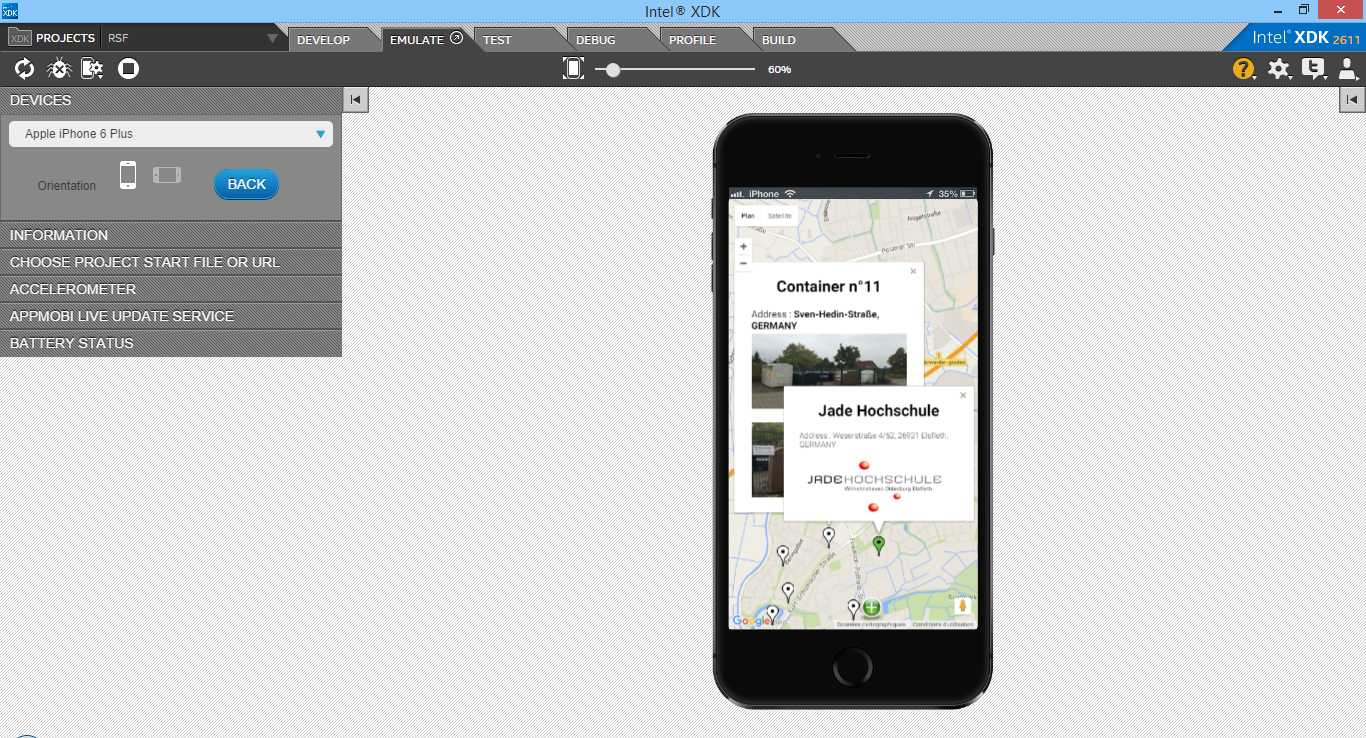 Intel® XDK
XDK PROJECTS RSF DEVELOP EMULATE TEST DEBUG PROFILE BUILD Intel® XDK 2611
60%
DEVICES
Apple iPhone 6 Plus
Orientation BACK
INFORMATION
CHOOSE PROJECT START FILE OR URL
ACCELEROMETER
APPMOBI LIVE UPDATE SERVICE
BATTERY STATUS
iPhone 35%
Plan Satellite
Posener Str.
+
−
Container n°11
Address : Sven-Hedin-Straße,
GERMANY
Jade Hochschule
Address : Weserstraße 4/52, 26931 Elsfleth,
GERMANY
JADEHOCHSCHULE
Wilhelmshaven Oldenburg Elsfleth
Google
Données cartographiques Conditions d'utilisation